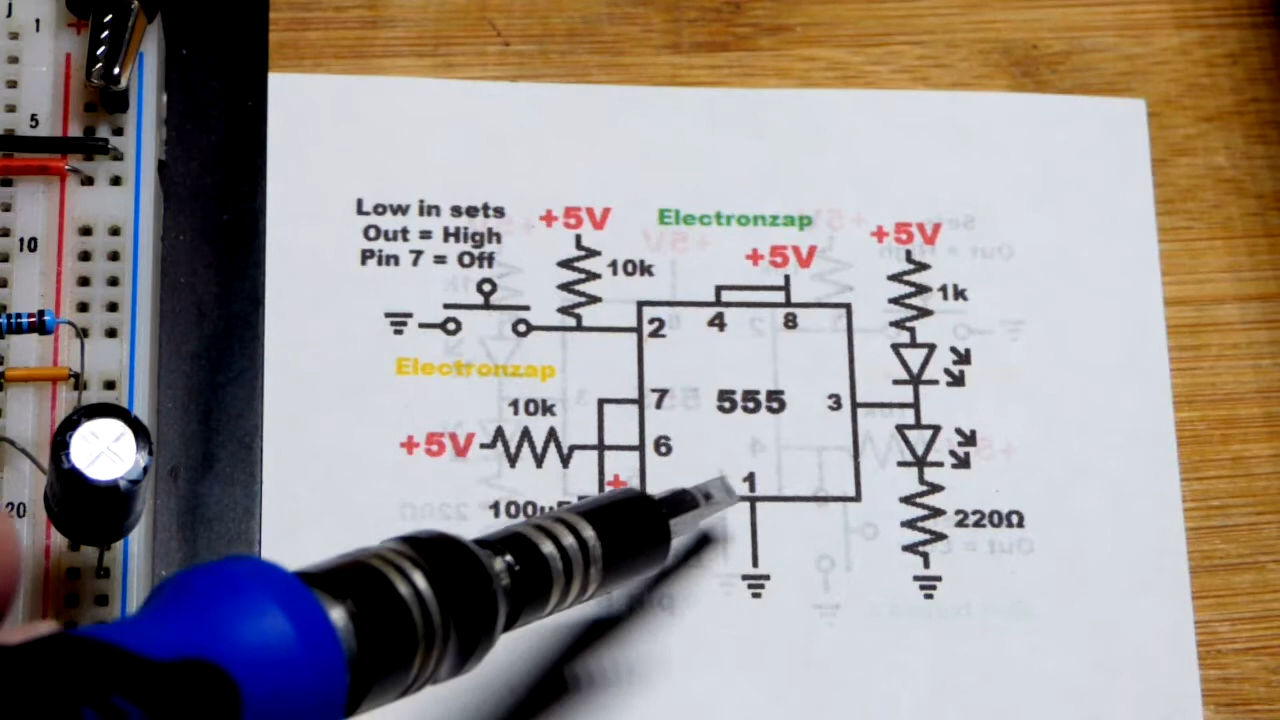 j
1
5
10
20
Low in sets
Out = High
Pin 7 = Off
+5V
Electronzap
+5V
+5V
10k
1k
2
4
8
Electronzap
7
555
3
10k
+5V
6
+
1
100µF
220Ω